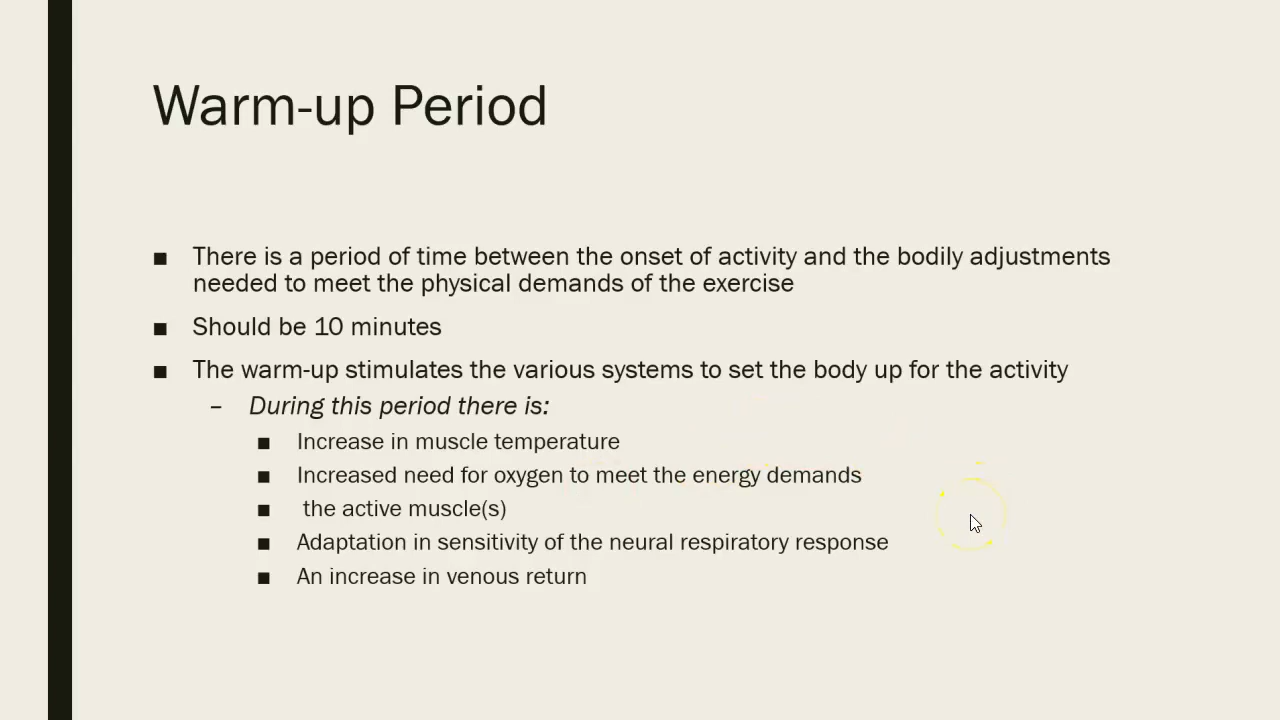 Warm-up Period
■ There is a period of time between the onset of activity and the bodily adjustments
needed to meet the physical demands of the exercise
■ Should be 10 minutes
■ The warm-up stimulates the various systems to set the body up for the activity
– During this period there is:
■ Increase in muscle temperature
■ Increased need for oxygen to meet the energy demands
■ the active muscle(s)
■ Adaptation in sensitivity of the neural respiratory response
■ An increase in venous return